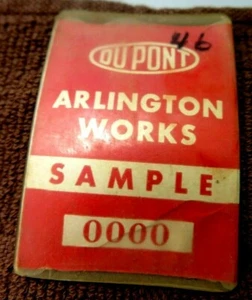 46
DU PONT
ARLINGTON
WORKS
SAMPLE
0000